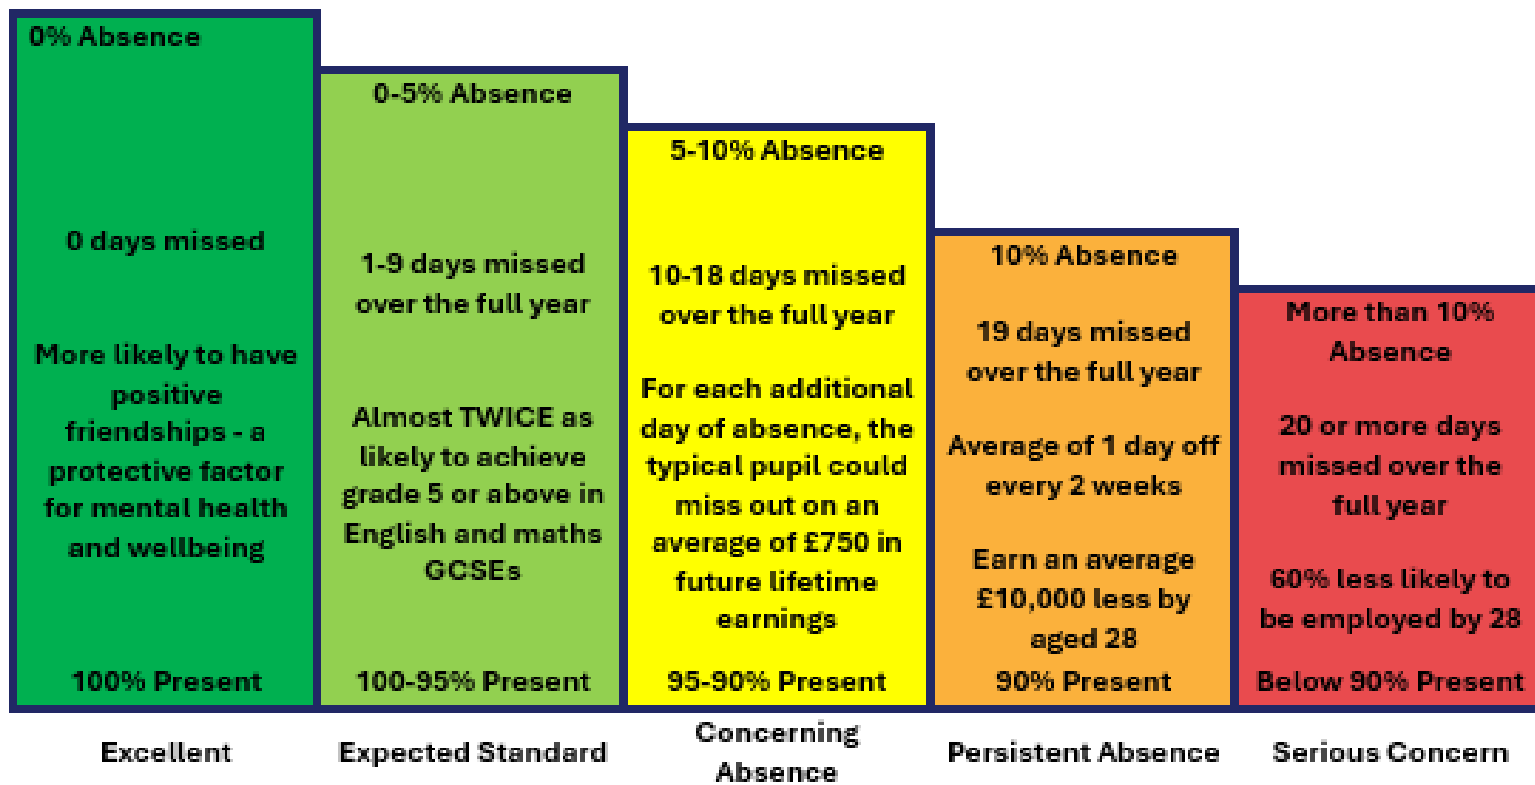 0% Absence
0 days missed
More likely to have
positive
friendships - a
protective factor
for mental health
and wellbeing
100% Present
Excellent
0-5% Absence
1-9 days missed
over the full year
Almost TWICE as
likely to achieve
grade 5 or above in
English and maths
GCSEs
100-95% Present
Expected Standard
5-10% Absence
10-18 days missed
over the full year
For each additional
day of absence, the
typical pupil could
miss out on an
average of £750 in
future lifetime
earnings
95-90% Present
Concerning
Absence
10% Absence
19 days missed
over the full year
Average of 1 day off
every 2 weeks
Earn an average
£10,000 less by
aged 28
90% Present
Persistent Absence
More than 10%
Absence
20 or more days
missed over the
full year
60% less likely to
be employed by 28
Below 90% Present
Serious Concern